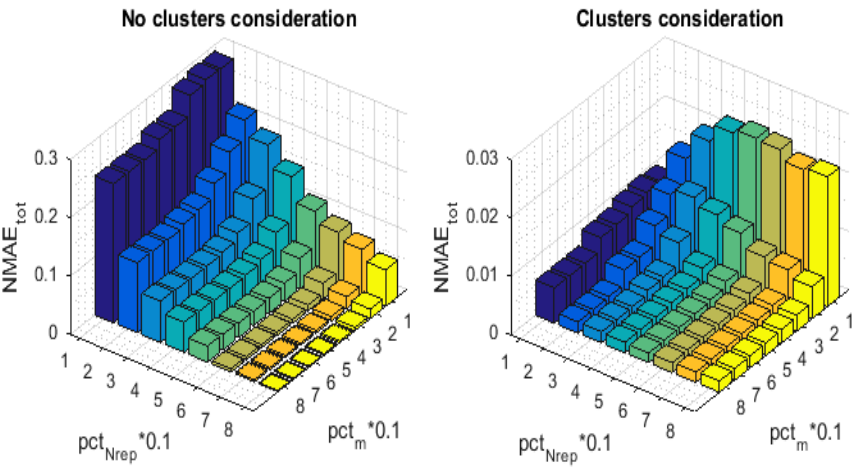 No clusters consideration
0.3
0.2
0.1
0
NMAE_tot
1 2 3 4 5 6 7 8
pct_Nrep*0.1
8 7 6 5 4 3 2 1
pct_m*0.1
Clusters consideration
0.03
0.02
0.01
0
NMAE_tot
1 2 3 4 5 6 7 8
pct_Nrep*0.1
8 7 6 5 4 3 2 1
pct_m*0.1